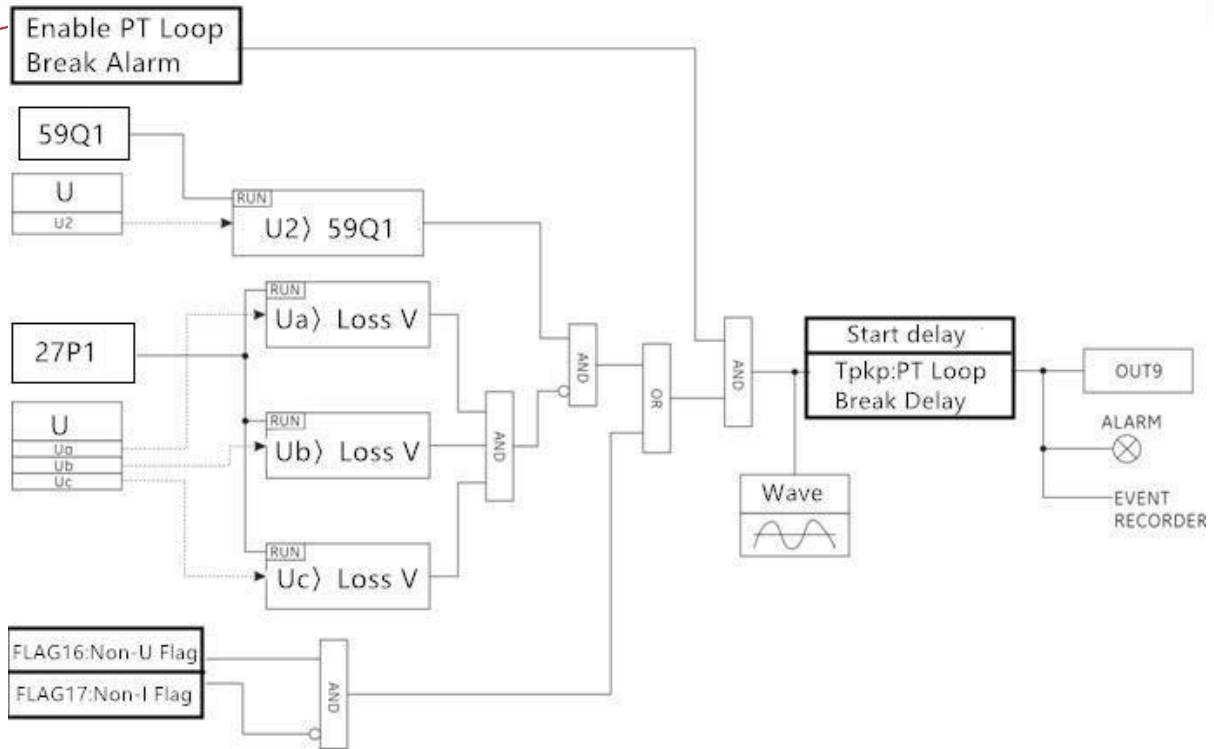 Enable PT Loop
Break Alarm
59Q1
U
U2
RUN
U2⟩ 59Q1
RUN
Ua⟩ Loss V
27P1
U
Ua
Ub
Uc
RUN
Ub⟩ Loss V
RUN
Uc⟩ Loss V
AND
AND
OR
AND
Start delay
Tpkp:PT Loop
Break Delay
OUT9
ALARM
EVENT
RECORDER
Wave
FLAG16:Non-U Flag
FLAG17:Non-I Flag
AND